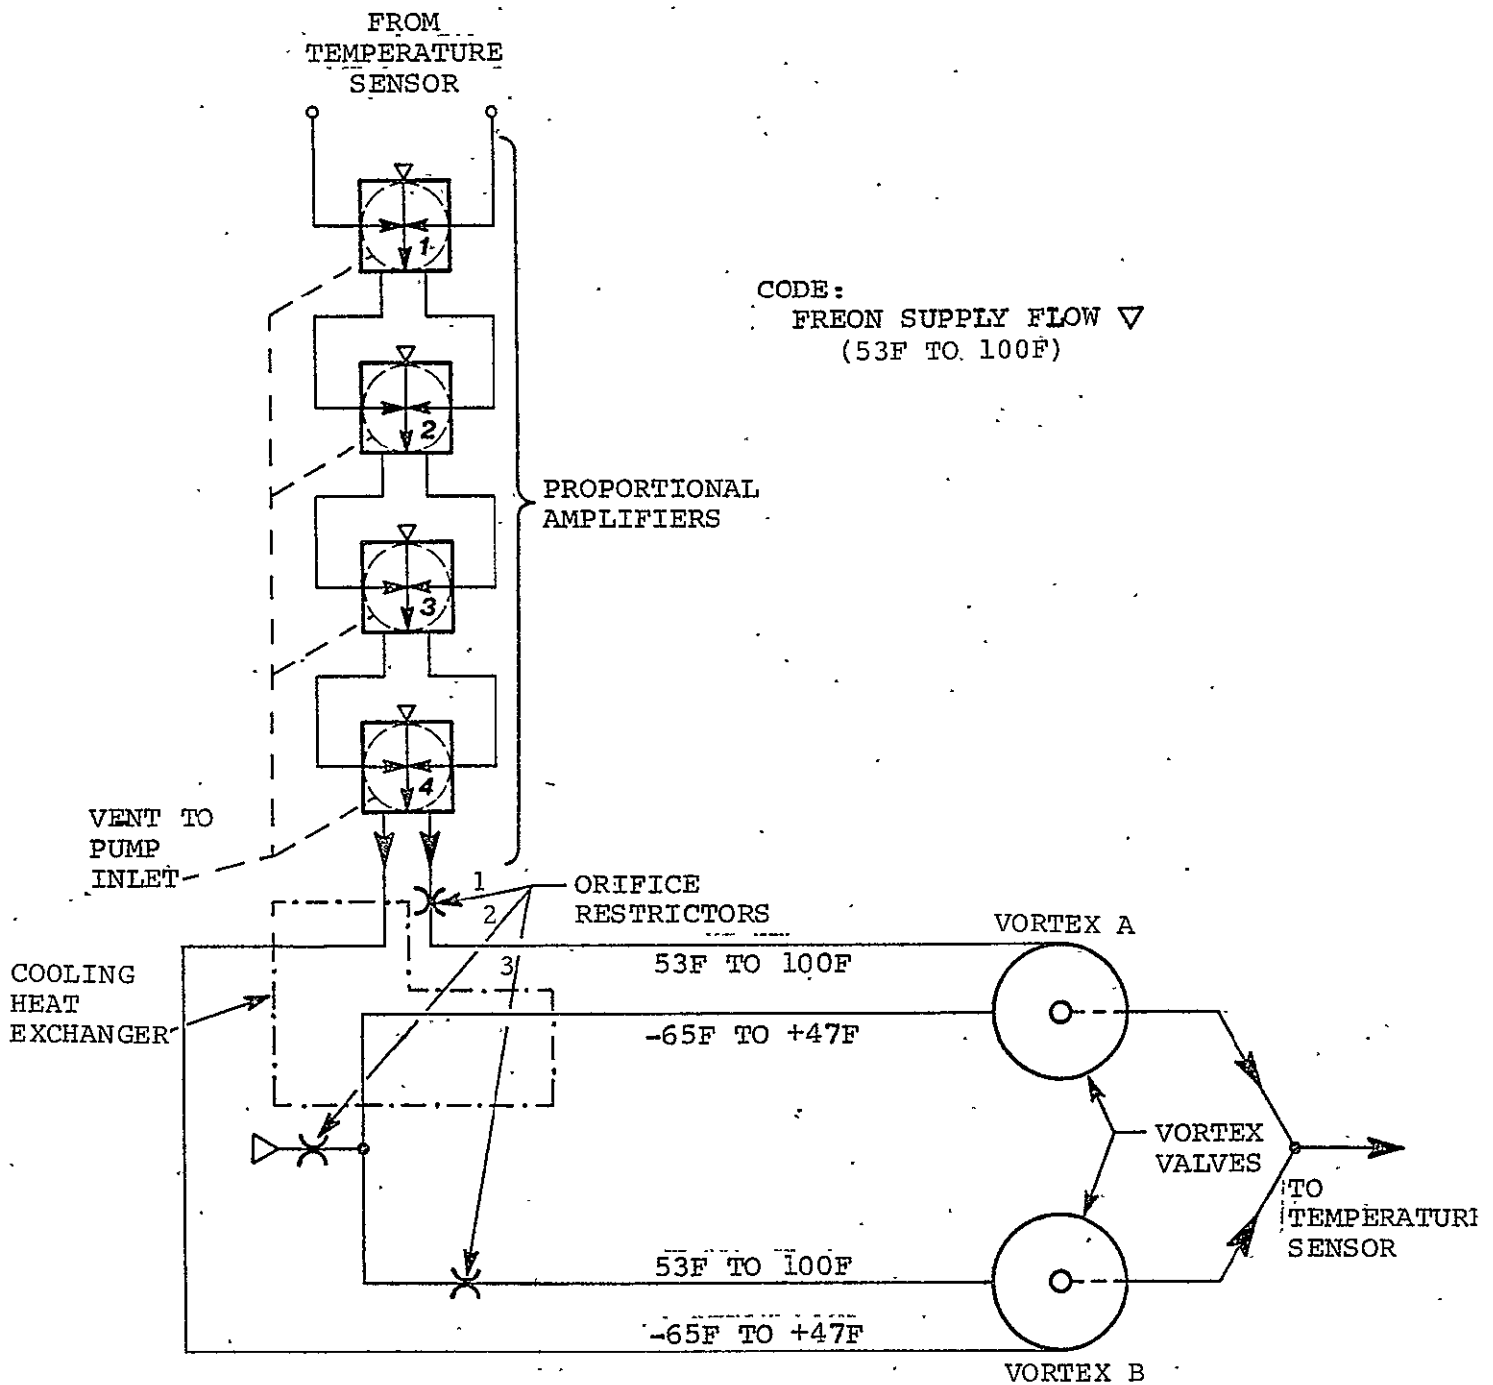 FROM
TEMPERATURE
SENSOR
1
CODE:
FREON SUPPLY FLOW ▽
(53F TO 100F)
2
PROPORTIONAL
AMPLIFIERS
3
4
VENT TO
PUMP
INLET
1
2
3
ORIFICE
RESTRICTORS
VORTEX A
53F TO 100F
COOLING
HEAT
EXCHANGER
-65F TO +47F
VORTEX
VALVES
TO
TEMPERATURE
SENSOR
53F TO 100F
-65F TO +47F
VORTEX B